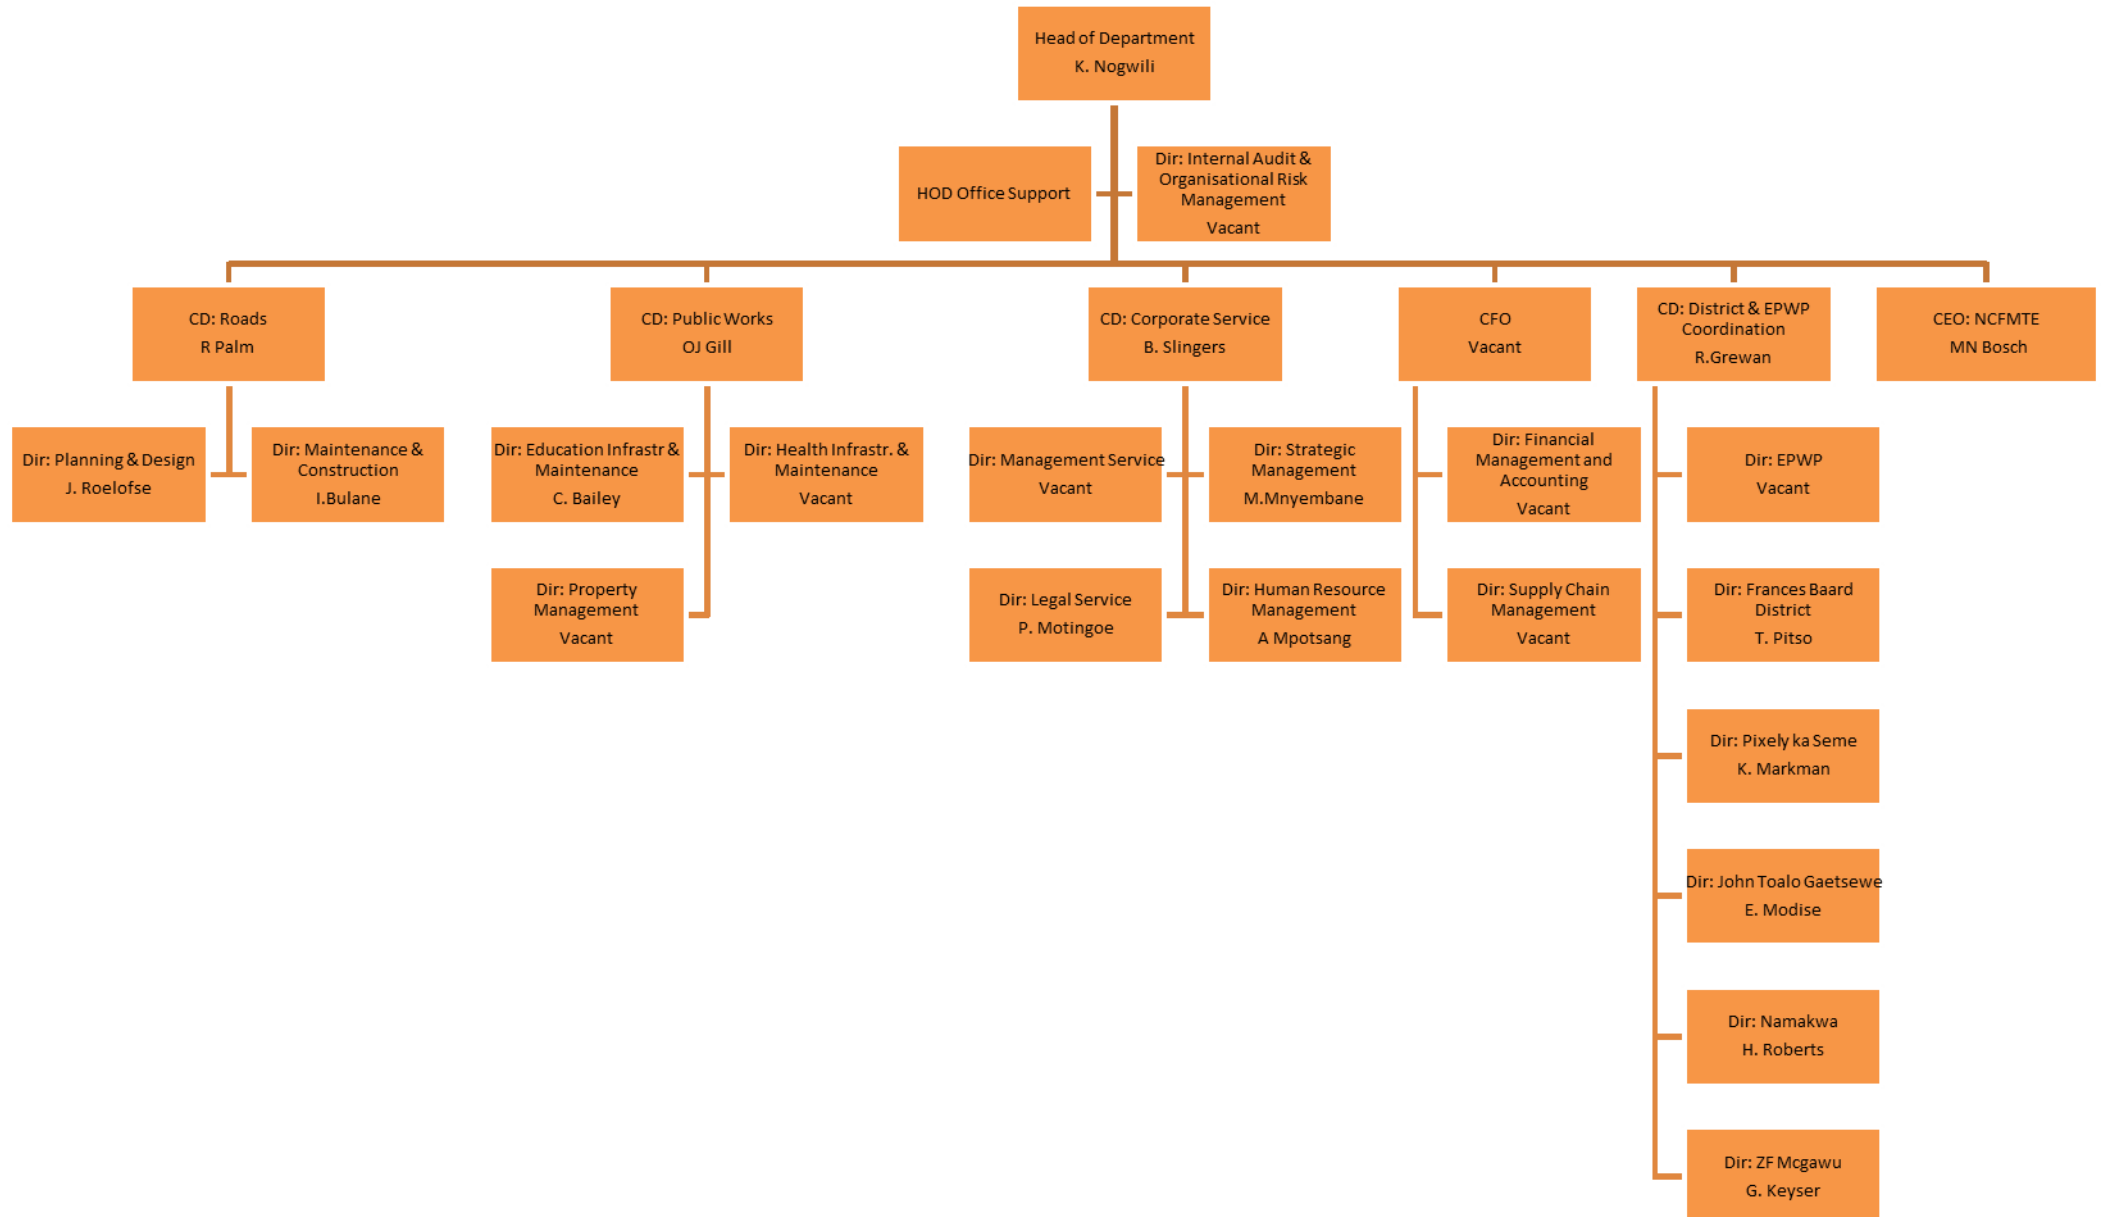 Head of Department
K. Nogwili
HOD Office Support
Dir: Internal Audit &
Organisational Risk
Management
Vacant
CD: Roads
R Palm
CD: Public Works
OJ Gill
CD: Corporate Service
B. Slingers
CFO
Vacant
CD: District & EPWP
Coordination
R.Grewan
CEO: NCFMTE
MN Bosch
Dir: Planning & Design
J. Roelofse
Dir: Maintenance &
Construction
I.Bulane
Dir: Education Infrastr &
Maintenance
C. Bailey
Dir: Health Infrastr. &
Maintenance
Vacant
Dir: Management Service
Vacant
Dir: Strategic
Management
M.Mnyembane
Dir: Financial
Management and
Accounting
Vacant
Dir: EPWP
Vacant
Dir: Property
Management
Vacant
Dir: Legal Service
P. Motingoe
Dir: Human Resource
Management
A Mpotsang
Dir: Supply Chain
Management
Vacant
Dir: Frances Baard
District
T. Pitso
Dir: Pixely ka Seme
K. Markman
Dir: John Toalo Gaetsewe
E. Modise
Dir: Namakwa
H. Roberts
Dir: ZF Mcgawu
G. Keyser